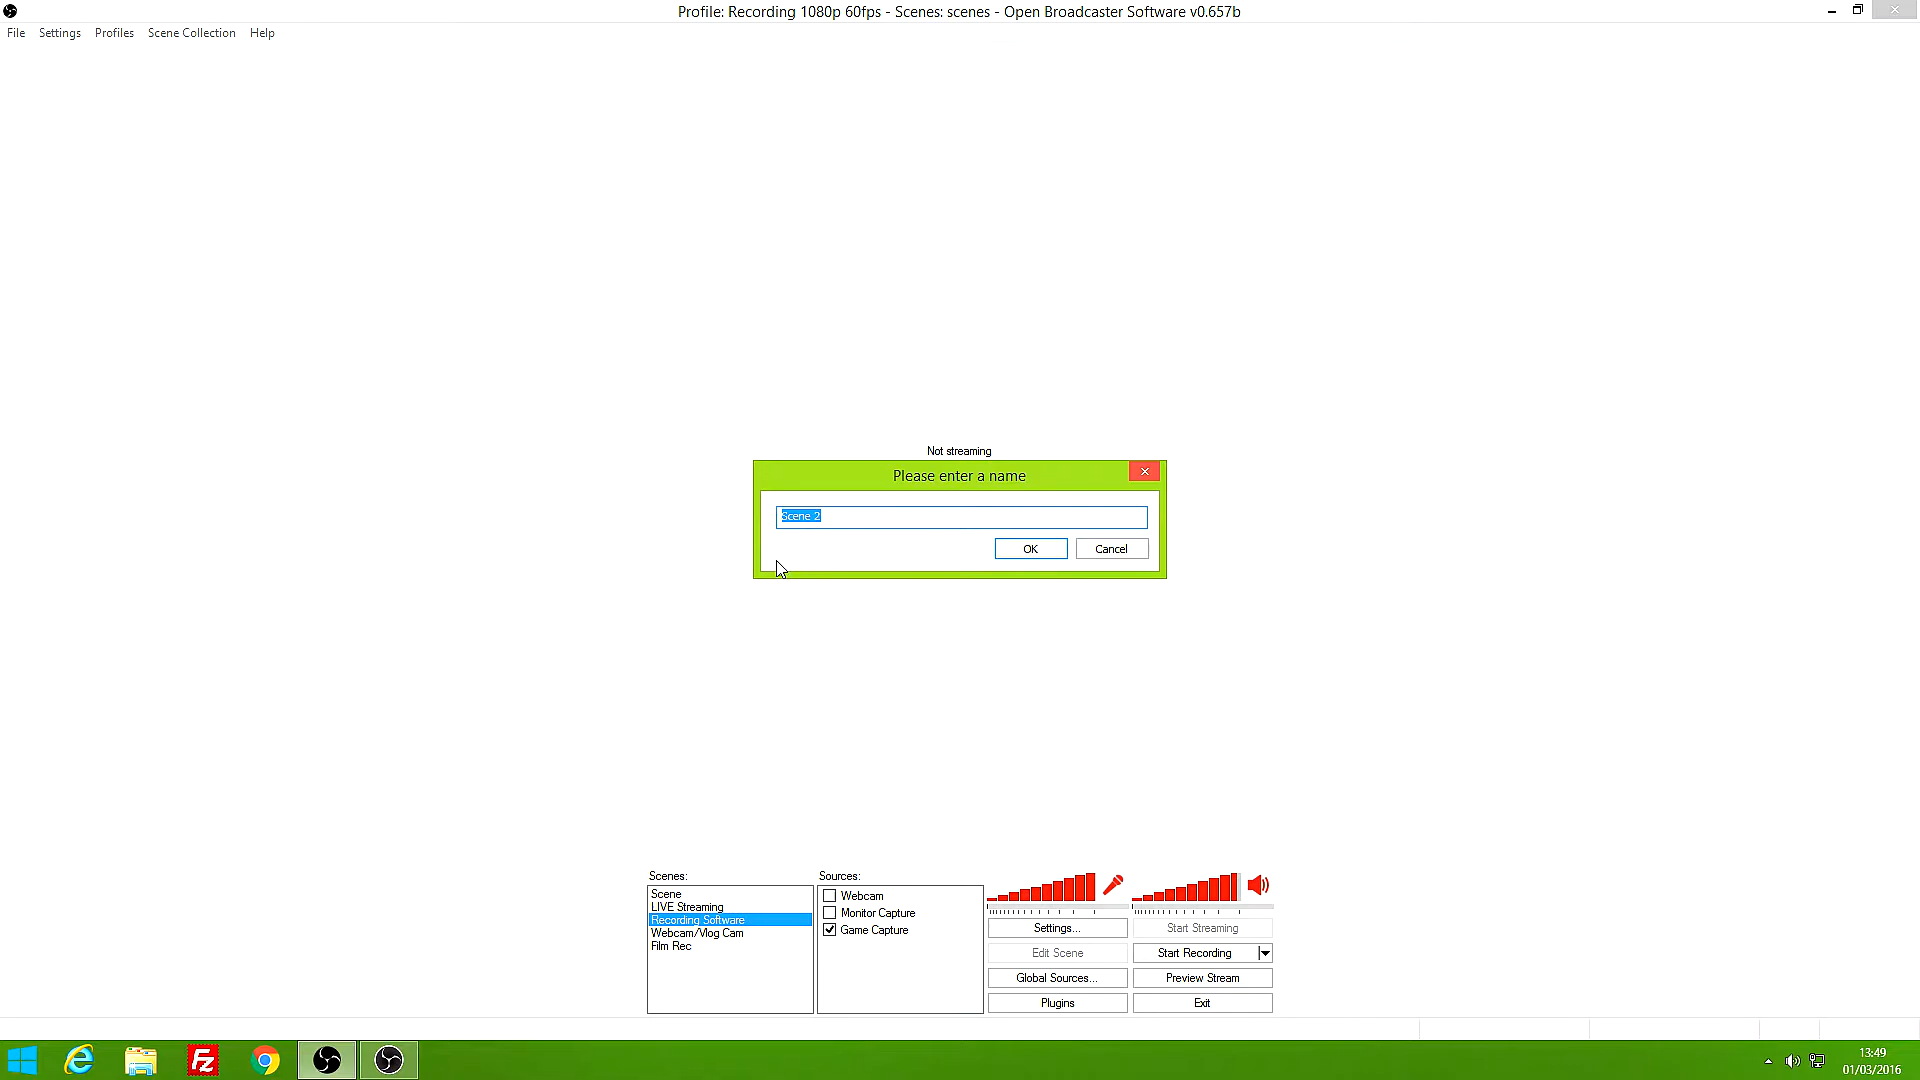 Profile: Recording 1080p 60fps - Scenes: scenes - Open Broadcaster Software v0.657b
File Settings Profiles Scene Collection Help
Not streaming
Please enter a name
Scene 2
OK Cancel
Scenes:
Scene
LIVE Streaming
Recording Software
Webcam/Vlog Cam
Film Rec
Sources:
Webcam
Monitor Capture
Game Capture
Settings... Start Streaming
Edit Scene Start Recording
Global Sources... Preview Stream
Plugins Exit
Fz
13:49
01/03/2016